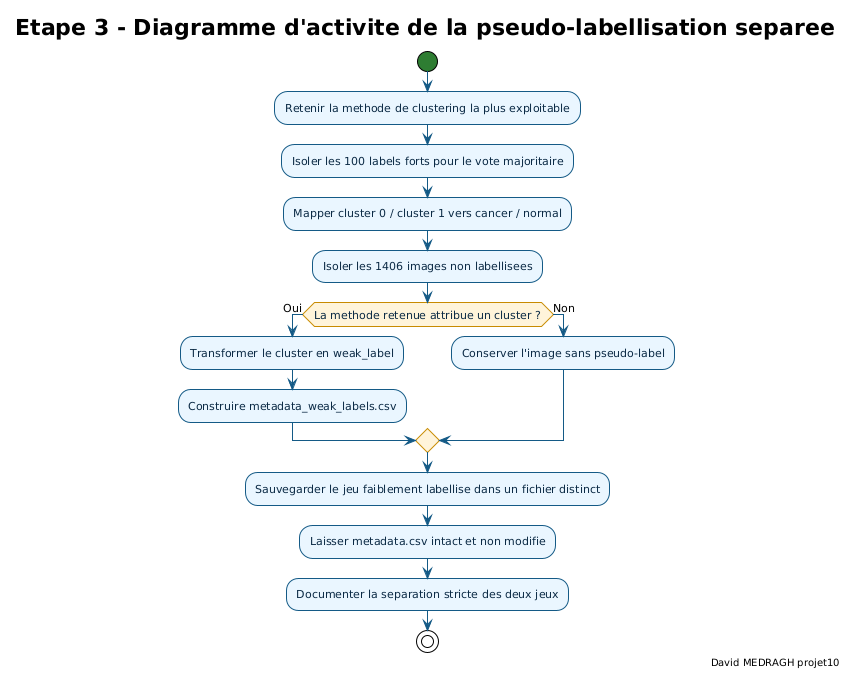 Etape 3 - Diagramme d'activite de la pseudo-labellisation separee
Retenir la methode de clustering la plus exploitable
Isoler les 100 labels forts pour le vote majoritaire
Mapper cluster 0 / cluster 1 vers cancer / normal
Isoler les 1406 images non labellisees
La methode retenue attribue un cluster ?
Oui
Non
Transformer le cluster en weak_label
Conserver l'image sans pseudo-label
Construire metadata_weak_labels.csv
Sauvegarder le jeu faiblement labellise dans un fichier distinct
Laisser metadata.csv intact et non modifie
Documenter la separation stricte des deux jeux
David MEDRAGH projet10